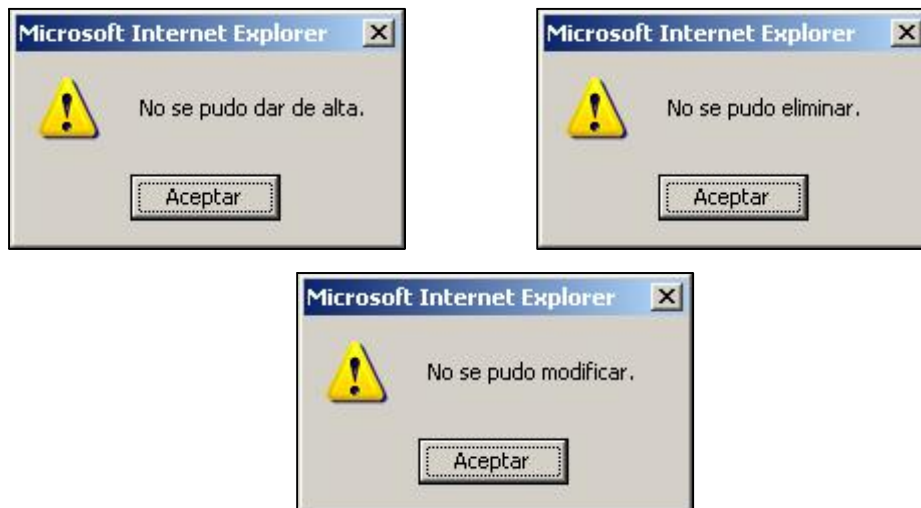 Microsoft Internet Explorer
No se pudo dar de alta.
Aceptar
Microsoft Internet Explorer
No se pudo eliminar.
Aceptar
Microsoft Internet Explorer
No se pudo modificar.
Aceptar